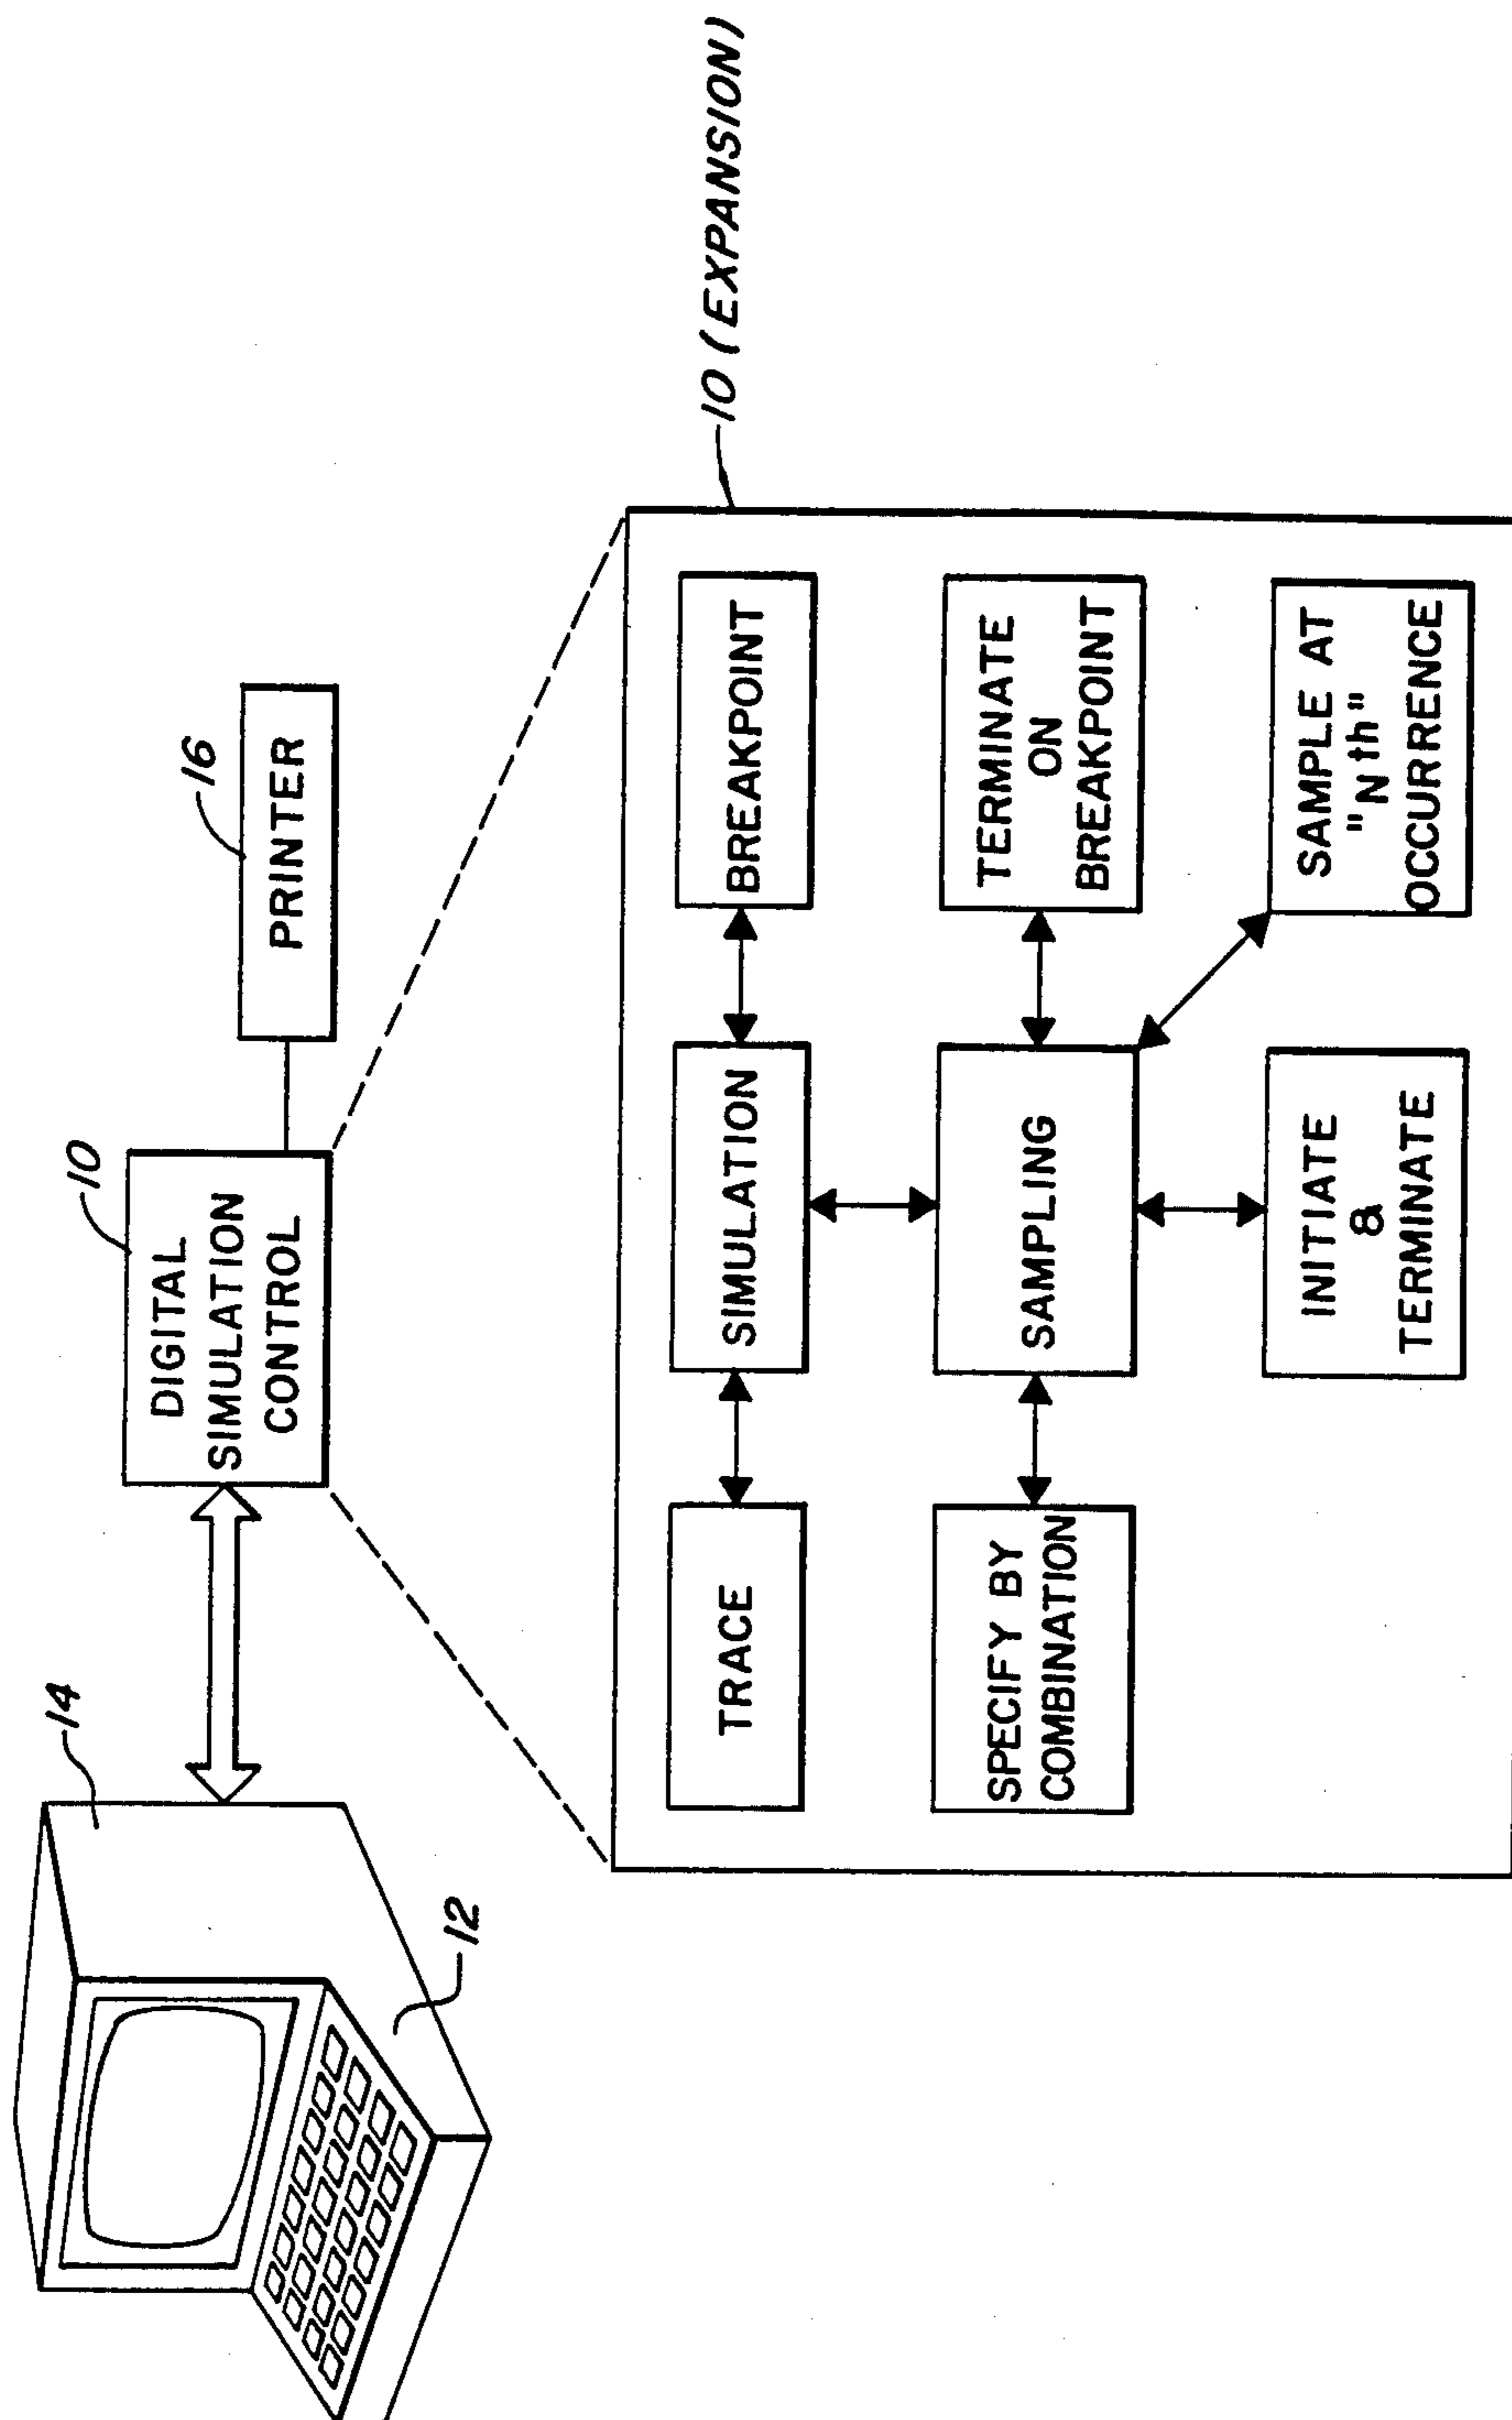 14
12
10
DIGITAL
SIMULATION
CONTROL
16
PRINTER
10 (EXPANSION)
TRACE
SIMULATION
BREAKPOINT
SPECIFY BY
COMBINATION
SAMPLING
TERMINATE
ON
BREAKPOINT
INITIATE
&
TERMINATE
SAMPLE AT
"Nth"
OCCURRENCE